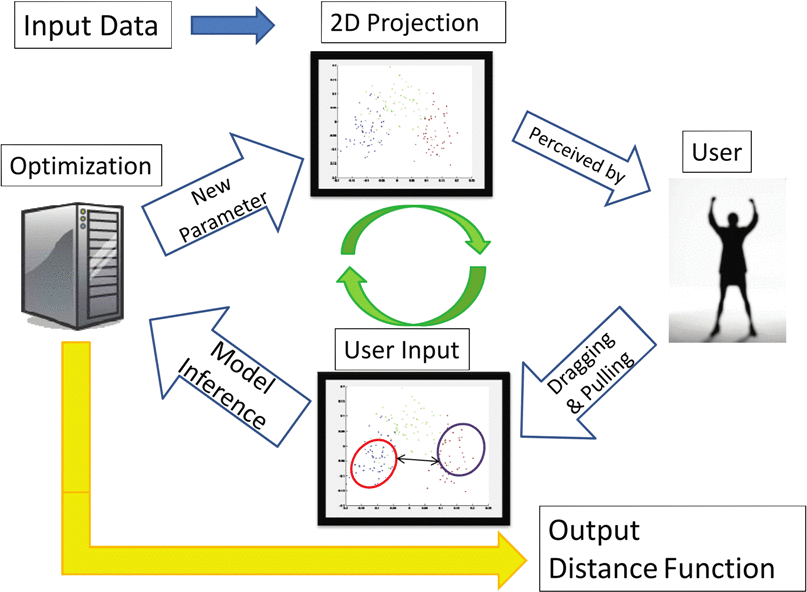 Input Data
2D Projection
Perceived by
User
Optimization
New
Parameter
User Input
Dragging
& Pulling
Model
Inference
Output
Distance Function